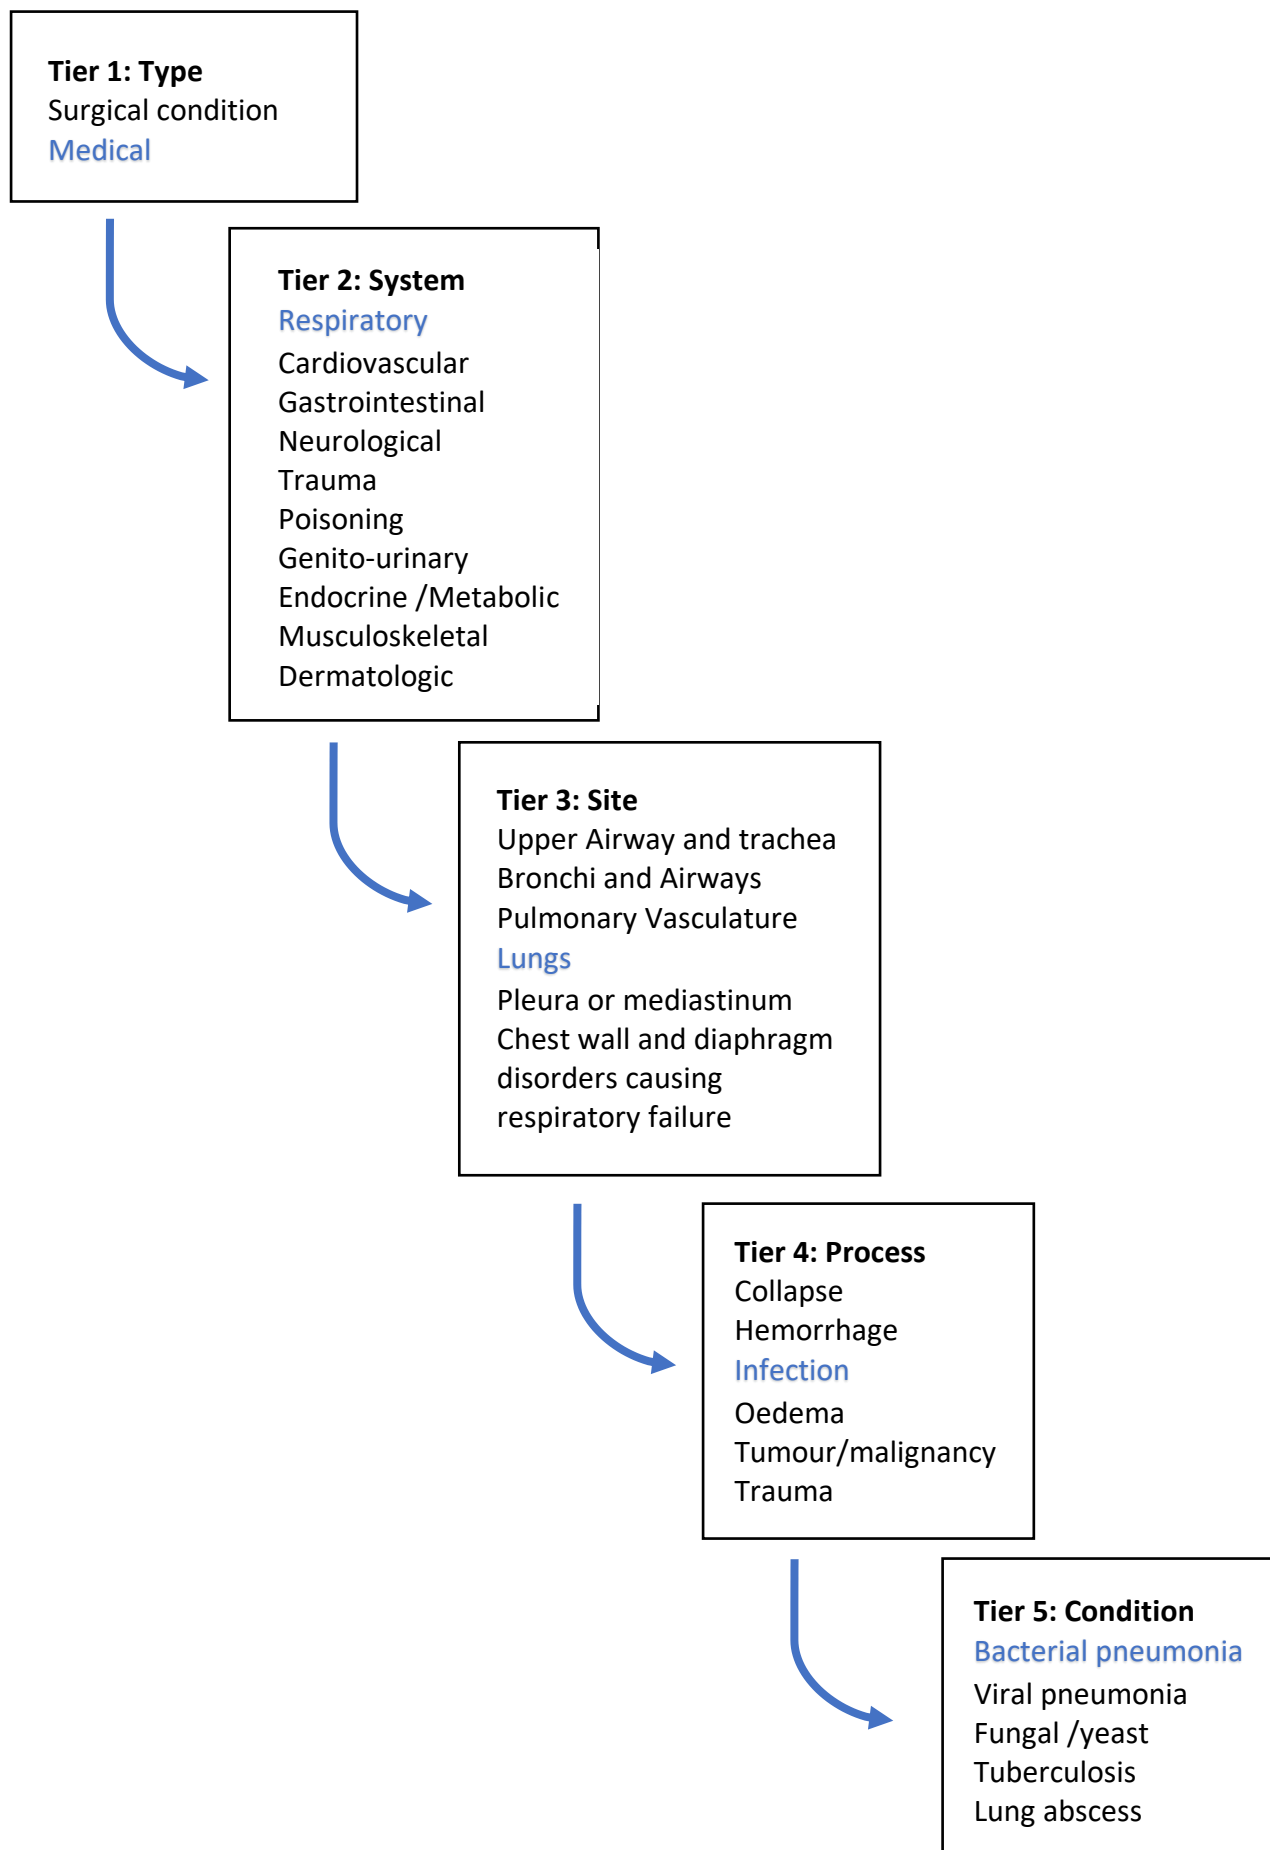 Tier 1: Type
Surgical condition
Medical
Tier 2: System
Respiratory
Cardiovascular
Gastrointestinal
Neurological
Trauma
Poisoning
Genito-urinary
Endocrine /Metabolic
Musculoskeletal
Dermatologic
Tier 3: Site
Upper Airway and trachea
Bronchi and Airways
Pulmonary Vasculature
Lungs
Pleura or mediastinum
Chest wall and diaphragm
disorders causing
respiratory failure
Tier 4: Process
Collapse
Hemorrhage
Infection
Oedema
Tumour/malignancy
Trauma
Tier 5: Condition
Bacterial pneumonia
Viral pneumonia
Fungal /yeast
Tuberculosis
Lung abscess